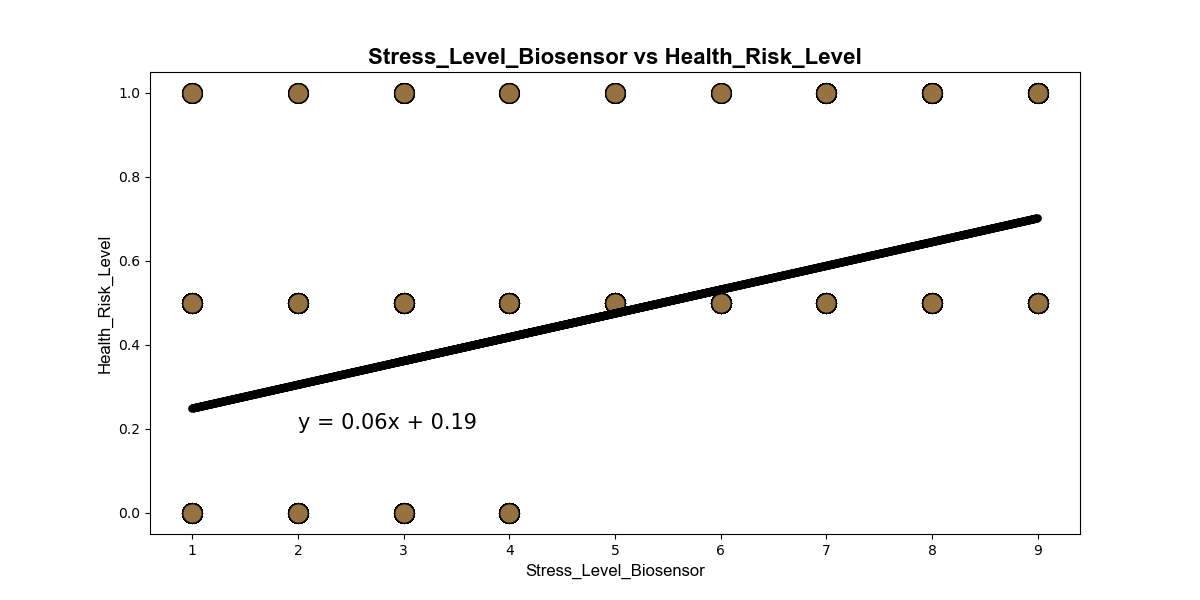 Stress_Level_Biosensor vs Health_Risk_Level
1.0
0.8
0.6
0.4
0.2
0.0
Health_Risk_Level
y = 0.06x + 0.19
1 2 3 4 5 6 7 8 9
Stress_Level_Biosensor